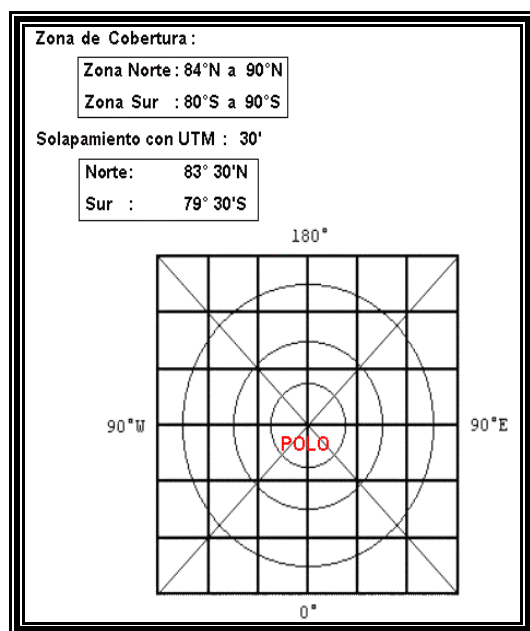 Zona de Cobertura :
Zona Norte : 84°N a 90°N
Zona Sur : 80°S a 90°S
Solapamiento con UTM : 30'
Norte: 83° 30'N
Sur : 79° 30'S
180°
90°W
90°E
POLO
0°